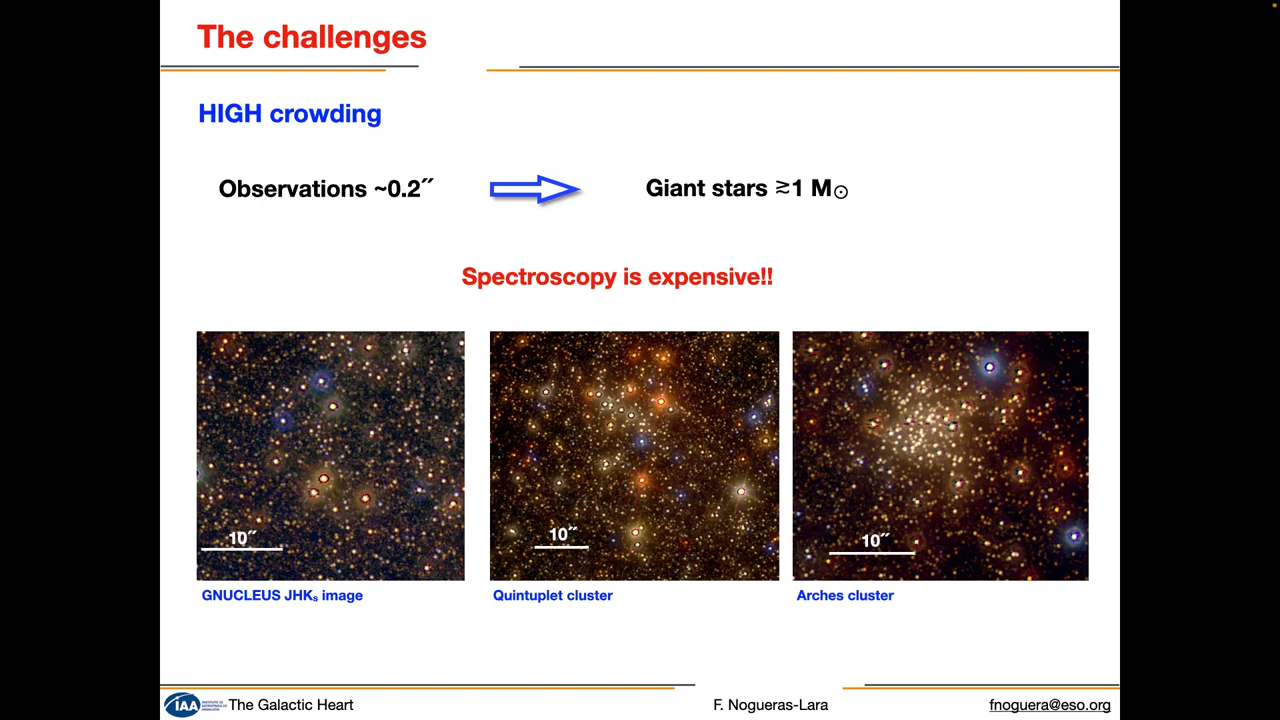 The challenges
HIGH crowding
Observations ~0.2˝ Giant stars ≳1 M☉
Spectroscopy is expensive!!
10˝ 10˝ 10˝
GNUCLEUS JHKₛ image Quintuplet cluster Arches cluster
IAA The Galactic Heart F. Nogueras-Lara fnoguera@eso.org